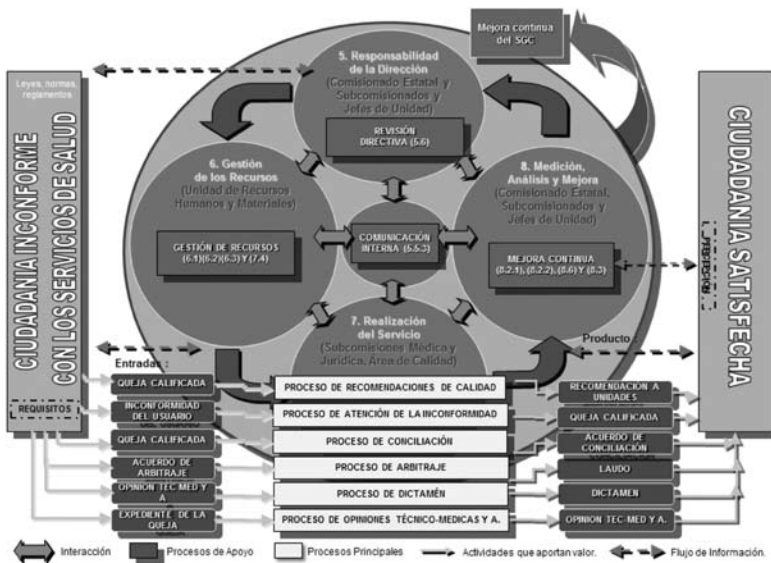 Mejora continua
del SGC
5. Responsabilidad
de la Dirección
(Comisionado Estatal y
Subcomisionados y
Jefes de Unidad)
REVISIÓN
DIRECTIVA (5.6)
Leyes, normas,
reglamentos
CIUDADANIA INCONFORME
CON LOS SERVICIOS DE SALUD
REQUISITOS
6. Gestión
de los Recursos
(Unidad de Recursos
Humanos y Materiales)
GESTIÓN DE RECURSOS
(6.1)(6.2)(6.3) Y (7.4)
COMUNICACIÓN
INTERNA (5.5.3)
8. Medición,
Análisis y Mejora
(Comisionado Estatal,
Subcomisionados y
Jefes de Unidad)
MEJORA CONTINUA
(8.2.1), (8.2.2), (8.6) Y (8.3)
PERCEPCIÓN
CIUDADANIA SATISFECHA
7. Realización
del Servicio
(Subcomisiones Médica y
Jurídica, Área de Calidad)
Entradas :
Producto :
QUEJA CALIFICADA
PROCESO DE RECOMENDACIONES DE CALIDAD
RECOMENDACION A
UNIDADES
INCONFORMIDAD
DEL USUARIO
PROCESO DE ATENCIÓN DE LA INCONFORMIDAD
QUEJA CALIFICADA
QUEJA CALIFICADA
PROCESO DE CONCILIACIÓN
ACUERDO DE
CONCILIACIÓN
ACUERDO DE
ARBITRAJE
PROCESO DE ARBITRAJE
LAUDO
OPINION TEC MED Y
A
PROCESO DE DICTAMÉN
DICTAMEN
EXPEDIENTE DE LA
QUEJA
PROCESO DE OPINIONES TÉCNICO-MEDICAS Y A.
OPINION TEC-MED Y A.
Interacción
Procesos de Apoyo
Procesos Principales
Actividades que aportan valor.
Flujo de Información.